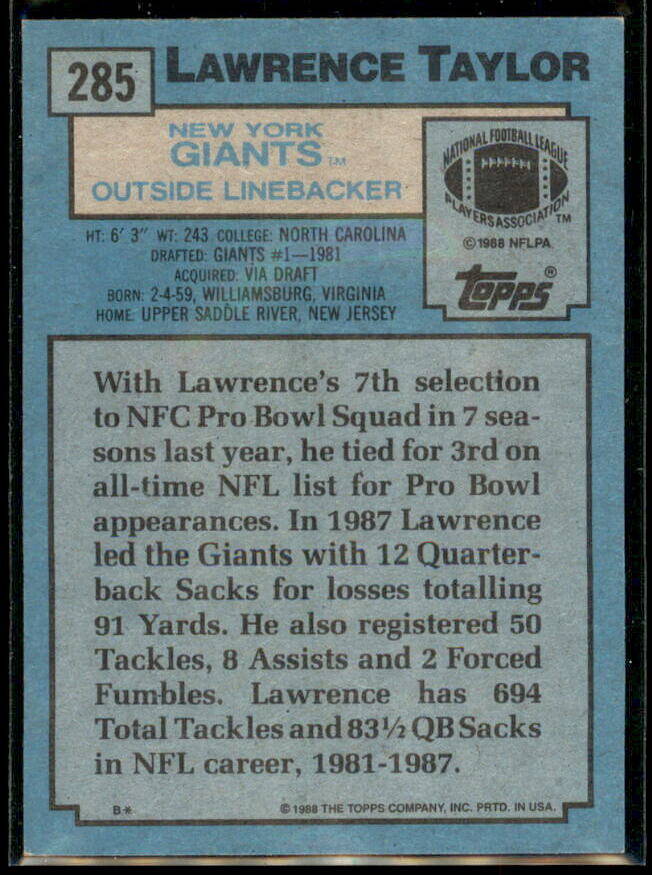 285 LAWRENCE TAYLOR
NEW YORK
GIANTS TM
OUTSIDE LINEBACKER
NATIONAL FOOTBALL LEAGUE
PLAYERS ASSOCIATION TM
© 1988 NFLPA
topps®
HT: 6' 3" WT: 243 COLLEGE: NORTH CAROLINA
DRAFTED: GIANTS #1—1981
ACQUIRED: VIA DRAFT
BORN: 2-4-59, WILLIAMSBURG, VIRGINIA
HOME: UPPER SADDLE RIVER, NEW JERSEY
With Lawrence's 7th selection
to NFC Pro Bowl Squad in 7 sea-
sons last year, he tied for 3rd on
all-time NFL list for Pro Bowl
appearances. In 1987 Lawrence
led the Giants with 12 Quarter-
back Sacks for losses totalling
91 Yards. He also registered 50
Tackles, 8 Assists and 2 Forced
Fumbles. Lawrence has 694
Total Tackles and 83½ QB Sacks
in NFL career, 1981-1987.
B*
© 1988 THE TOPPS COMPANY, INC. PRTD. IN USA.